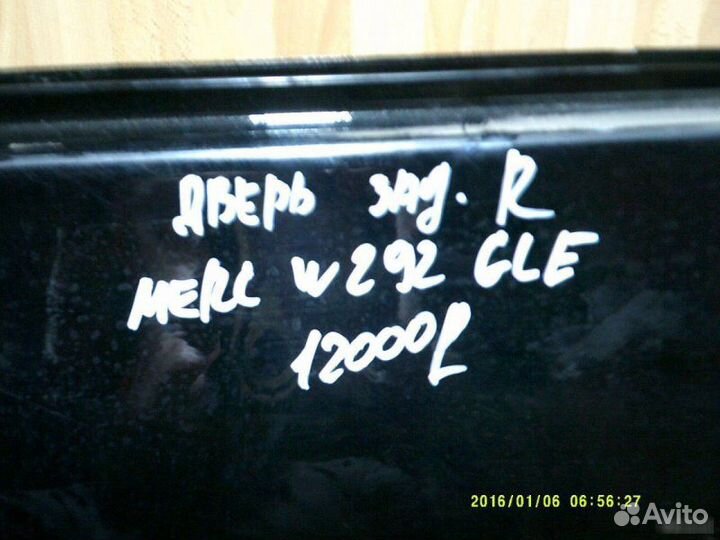 дверь зад. R
мерс w292 GLE
12000р
2016/01/06 06:56:27
Avito